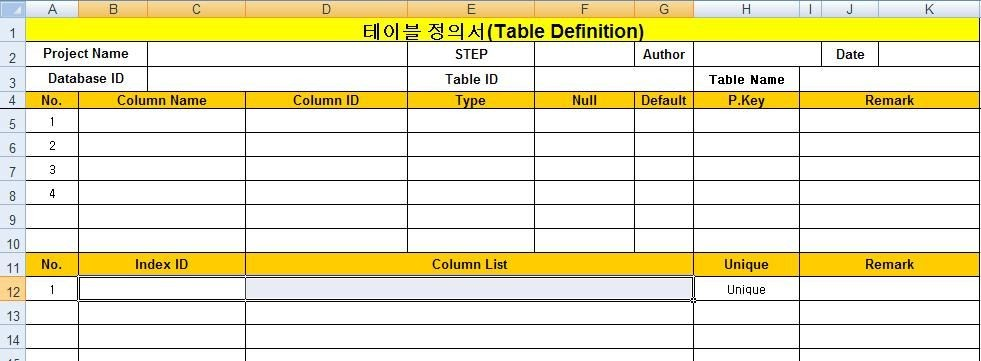 A B C D E F G H I J K
1 테이블 정의서(Table Definition)
2 Project Name STEP Author Date
3 Database ID Table ID Table Name
4 No. Column Name Column ID Type Null Default P.Key Remark
5 1
6 2
7 3
8 4
9
10
11 No. Index ID Column List Unique Remark
12 1 Unique
13
14